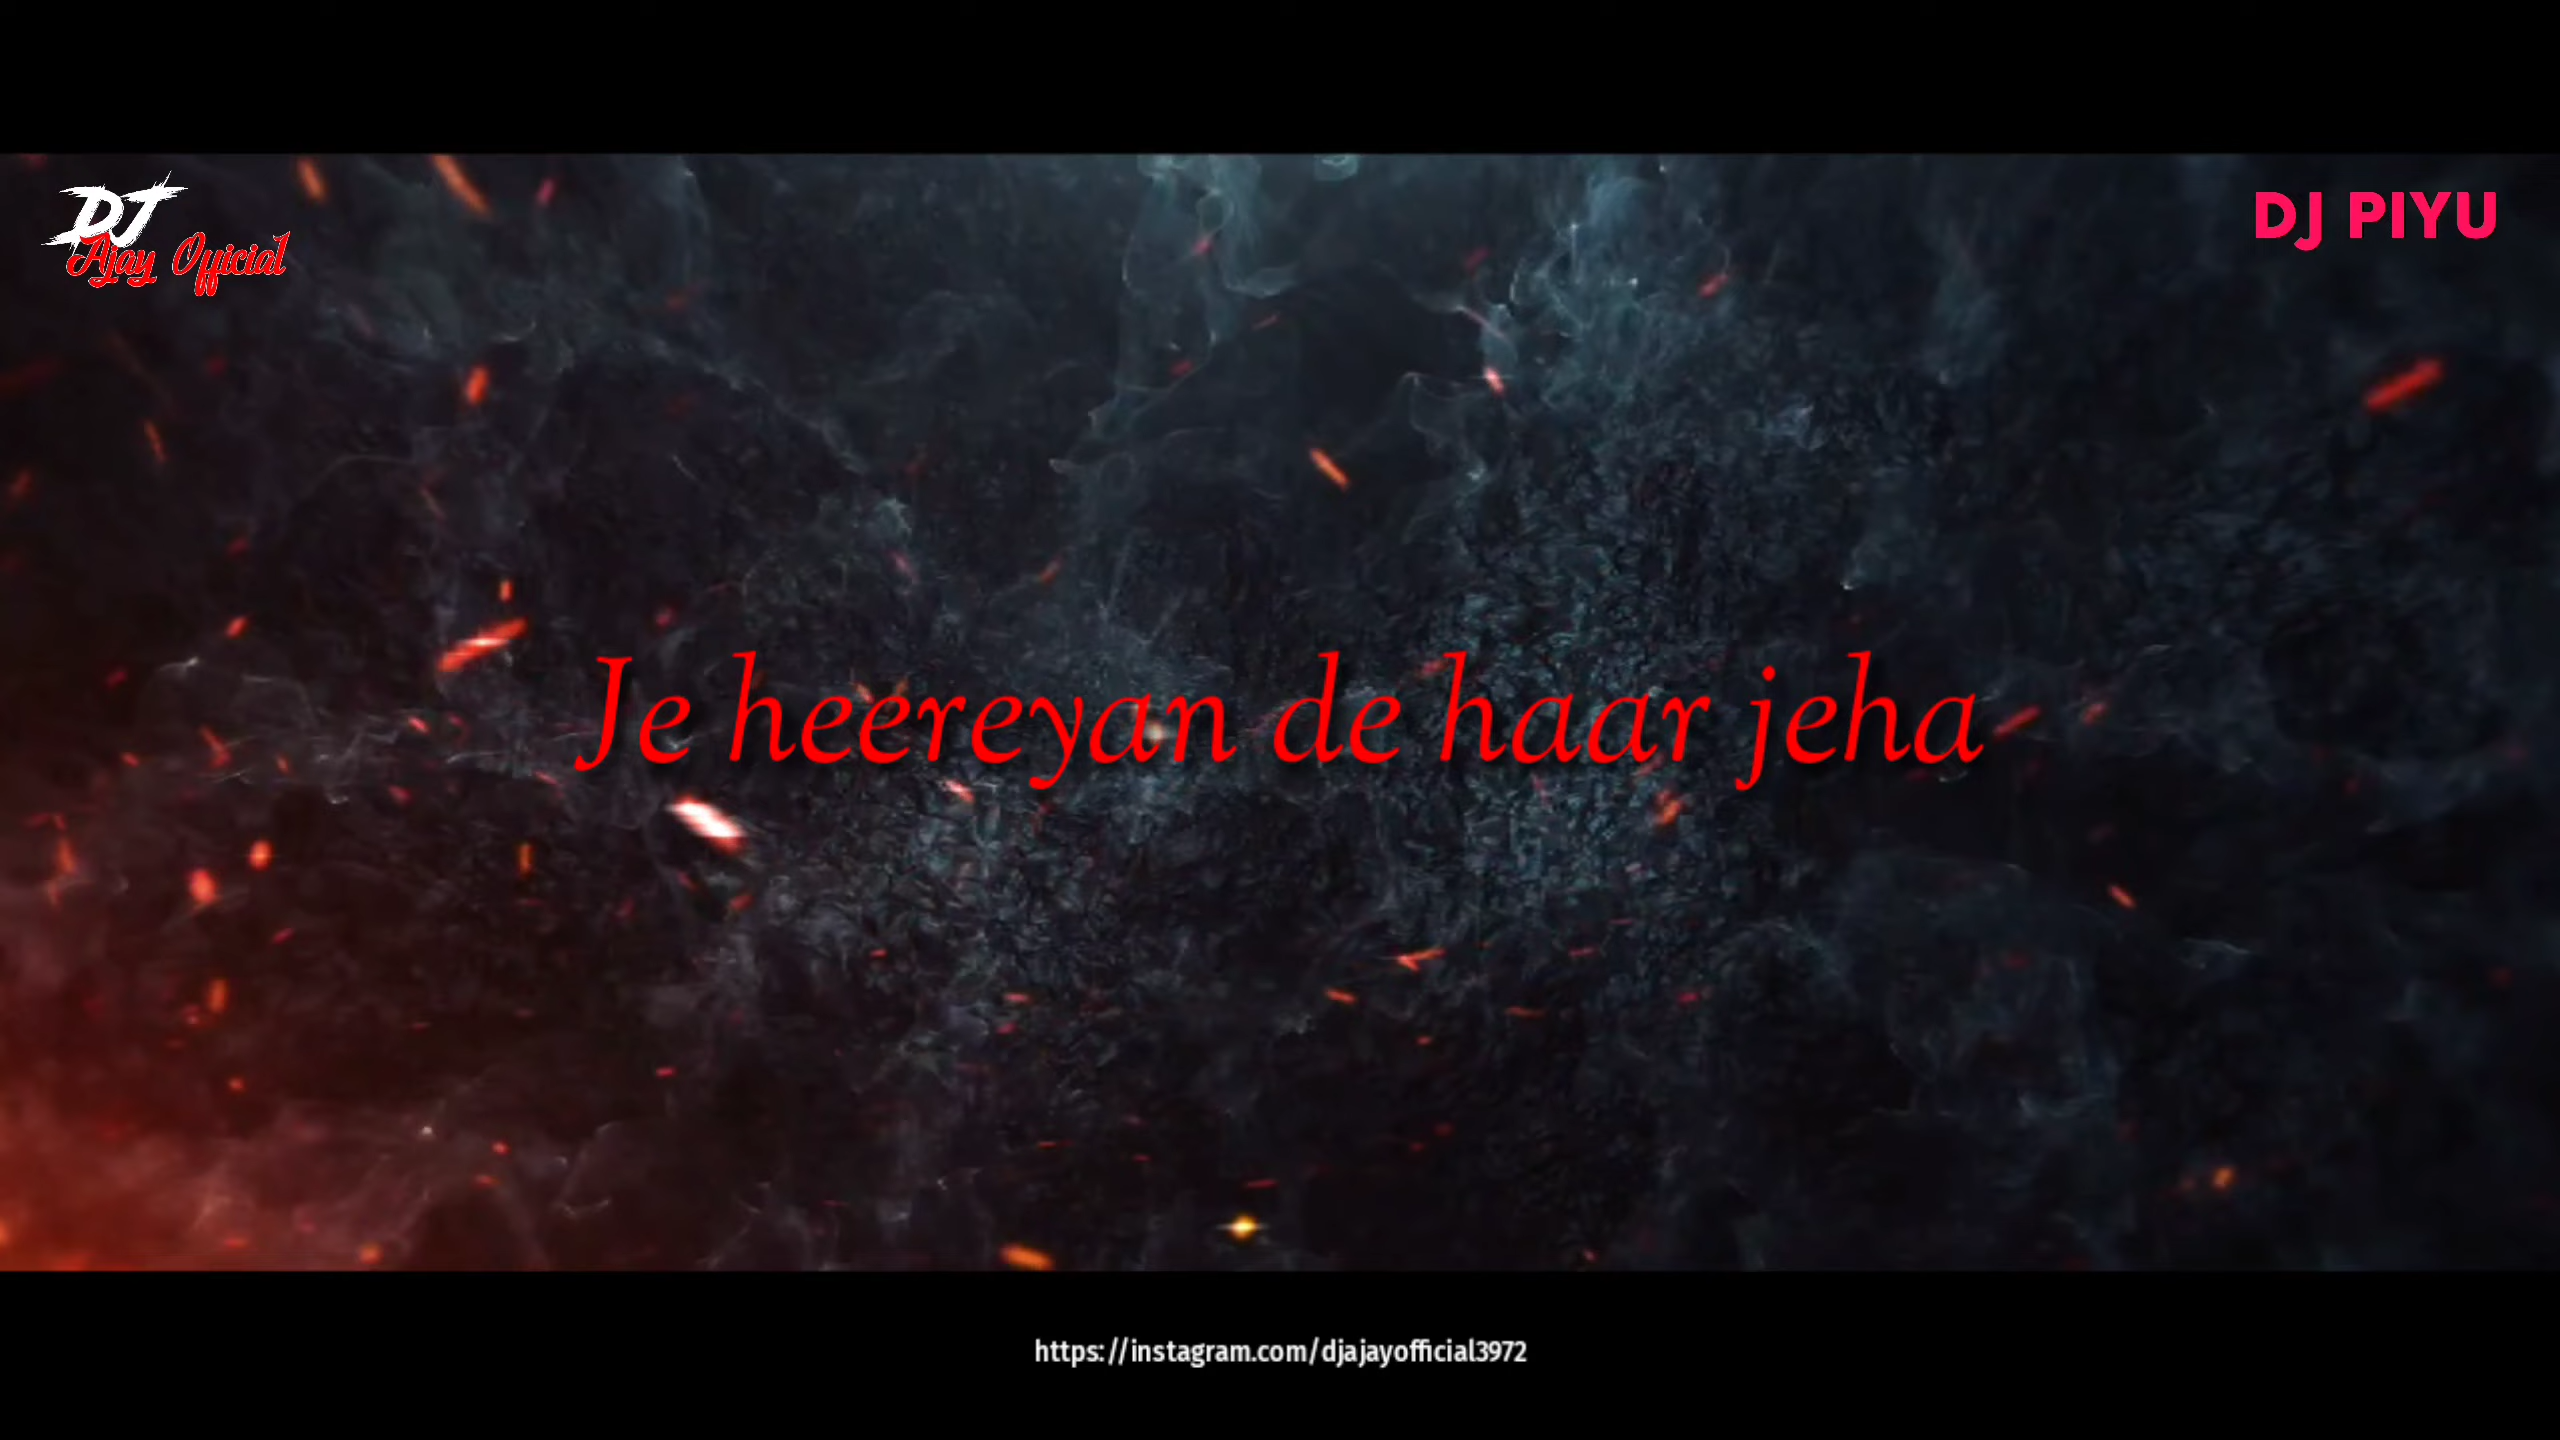 DJ
Ajay Official
DJ PIYU
Je heereyan de haar jeha
https://instagram.com/djajayofficial3972